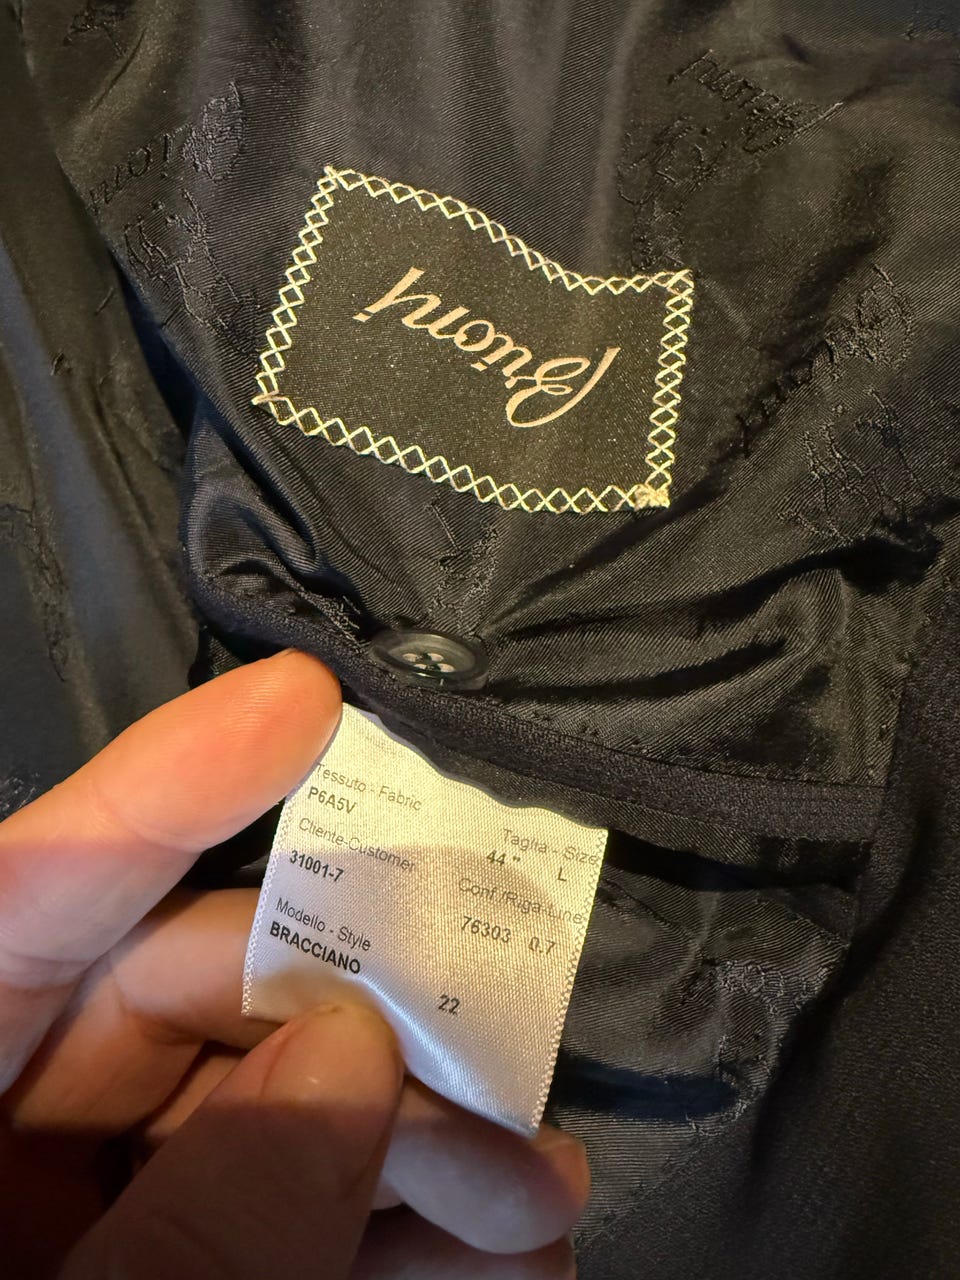 Brioni
Tessuto - Fabric
P6A5V
Cliente-Customer
31001-7
Modello - Style
BRACCIANO
Taglia - Size
44 " L
Conf./Riga-Line
76303 0.7
22